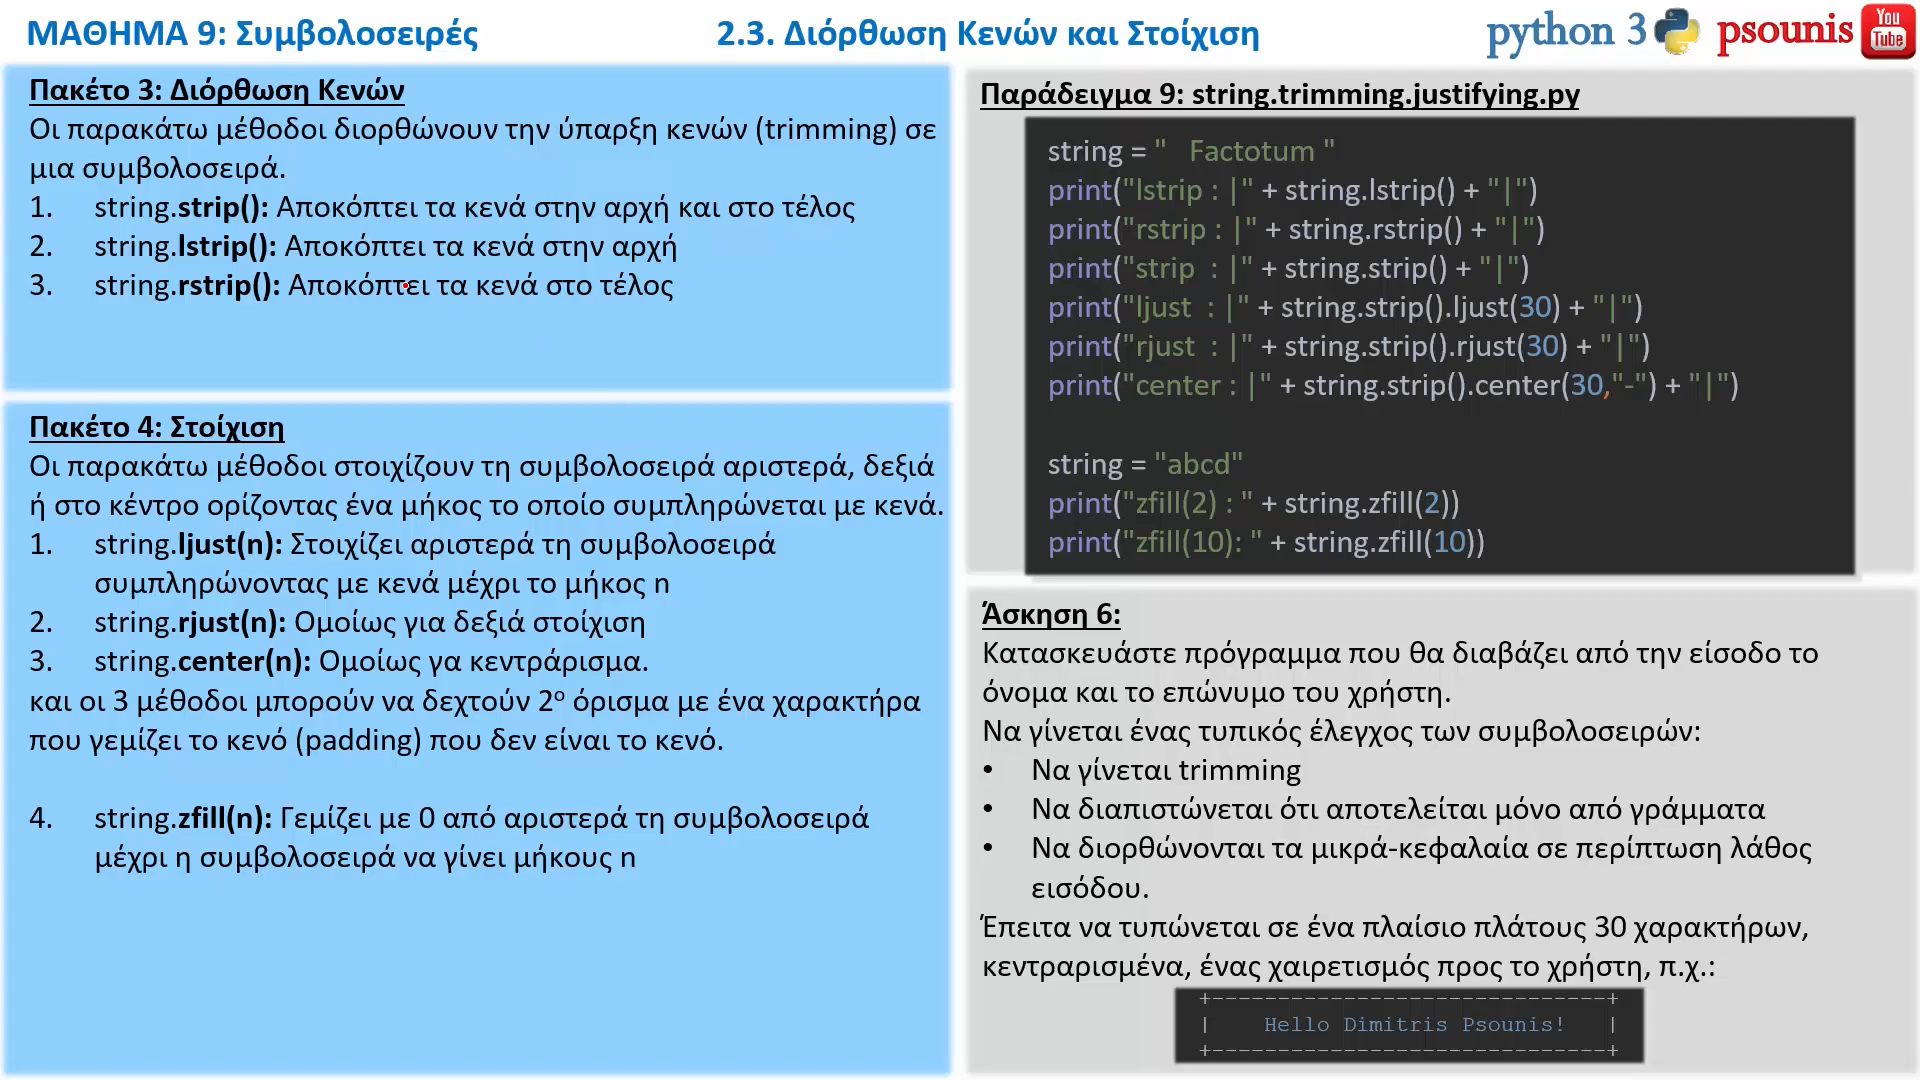 ΜΑΘΗΜΑ 9: Συμβολοσειρές
2.3. Διόρθωση Κενών και Στοίχιση
python 3
psounis
You
Tube
Πακέτο 3: Διόρθωση Κενών
Οι παρακάτω μέθοδοι διορθώνουν την ύπαρξη κενών (trimming) σε
μια συμβολοσειρά.
1. string.strip(): Αποκόπτει τα κενά στην αρχή και στο τέλος
2. string.lstrip(): Αποκόπτει τα κενά στην αρχή
3. string.rstrip(): Αποκόπτει τα κενά στο τέλος
Πακέτο 4: Στοίχιση
Οι παρακάτω μέθοδοι στοιχίζουν τη συμβολοσειρά αριστερά, δεξιά
ή στο κέντρο ορίζοντας ένα μήκος το οποίο συμπληρώνεται με κενά.
1. string.ljust(n): Στοιχίζει αριστερά τη συμβολοσειρά
συμπληρώνοντας με κενά μέχρι το μήκος n
2. string.rjust(n): Ομοίως για δεξιά στοίχιση
3. string.center(n): Ομοίως γα κεντράρισμα.
και οι 3 μέθοδοι μπορούν να δεχτούν 2ο όρισμα με ένα χαρακτήρα
που γεμίζει το κενό (padding) που δεν είναι το κενό.
4. string.zfill(n): Γεμίζει με 0 από αριστερά τη συμβολοσειρά
μέχρι η συμβολοσειρά να γίνει μήκους n
Παράδειγμα 9: string.trimming.justifying.py
string = "   Factotum "
print("lstrip : |" + string.lstrip() + "|")
print("rstrip : |" + string.rstrip() + "|")
print("strip  : |" + string.strip() + "|")
print("ljust  : |" + string.strip().ljust(30) + "|")
print("rjust  : |" + string.strip().rjust(30) + "|")
print("center : |" + string.strip().center(30,"-") + "|")
string = "abcd"
print("zfill(2) : " + string.zfill(2))
print("zfill(10): " + string.zfill(10))
Άσκηση 6:
Κατασκευάστε πρόγραμμα που θα διαβάζει από την είσοδο το
όνομα και το επώνυμο του χρήστη.
Να γίνεται ένας τυπικός έλεγχος των συμβολοσειρών:
• Να γίνεται trimming
• Να διαπιστώνεται ότι αποτελείται μόνο από γράμματα
• Να διορθώνονται τα μικρά-κεφαλαία σε περίπτωση λάθος
εισόδου.
Έπειτα να τυπώνεται σε ένα πλαίσιο πλάτους 30 χαρακτήρων,
κεντραρισμένα, ένας χαιρετισμός προς το χρήστη, π.χ.:
+------------------------------+
|    Hello Dimitris Psounis!   |
+------------------------------+